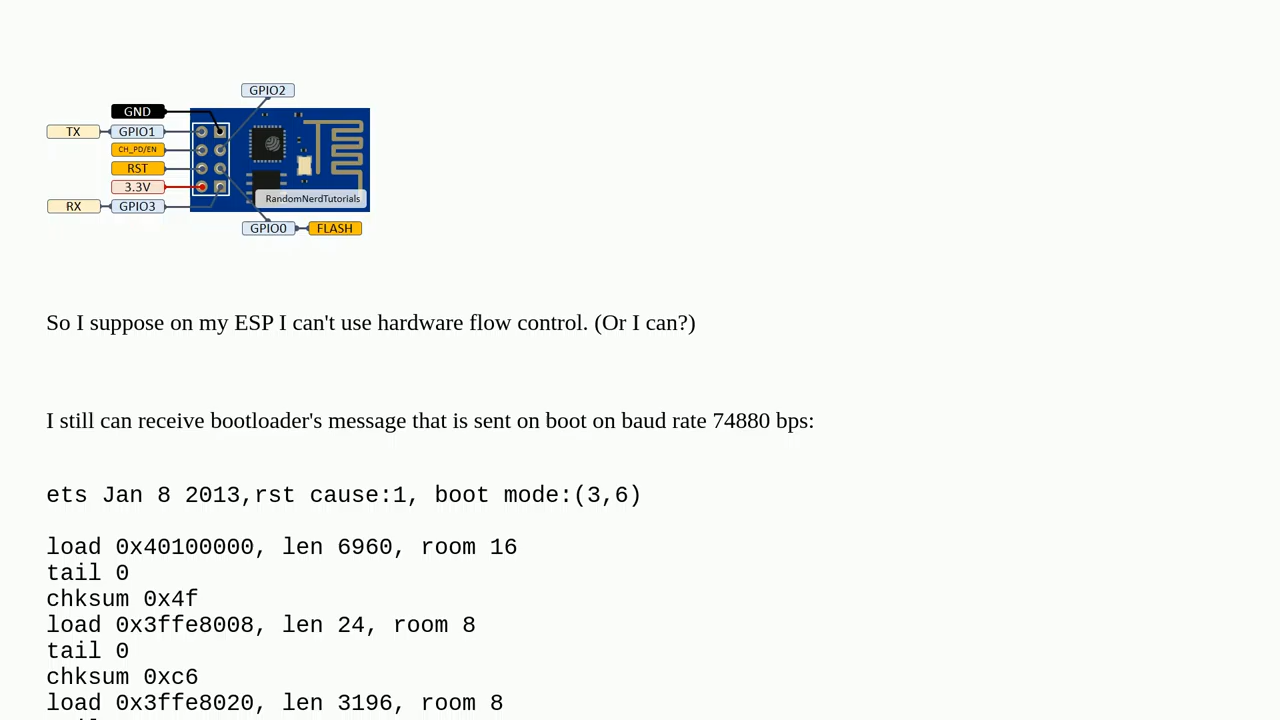 GPIO2
GND
TX GPIO1
CH_PD/EN
RST
3.3V
RandomNerdTutorials
RX GPIO3
GPIO0 FLASH
So I suppose on my ESP I can't use hardware flow control. (Or I can?)
I still can receive bootloader's message that is sent on boot on baud rate 74880 bps:
ets Jan 8 2013,rst cause:1, boot mode:(3,6)
load 0x40100000, len 6960, room 16
tail 0
chksum 0x4f
load 0x3ffe8008, len 24, room 8
tail 0
chksum 0xc6
load 0x3ffe8020, len 3196, room 8